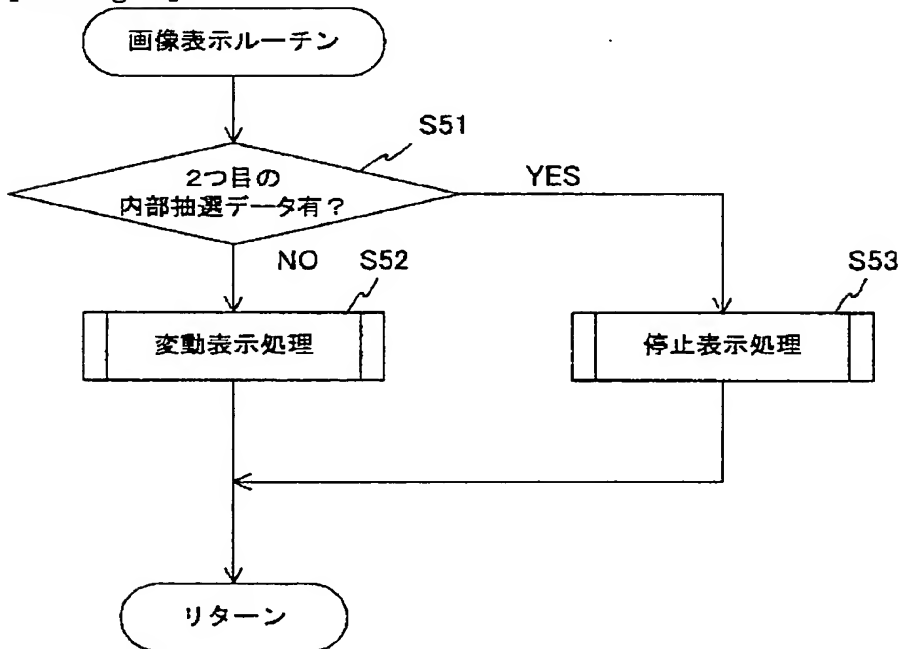 画像表示ルーチン
S51
2つ目の
内部抽選データ有？
YES
NO
S52
S53
変動表示処理
停止表示処理
リターン